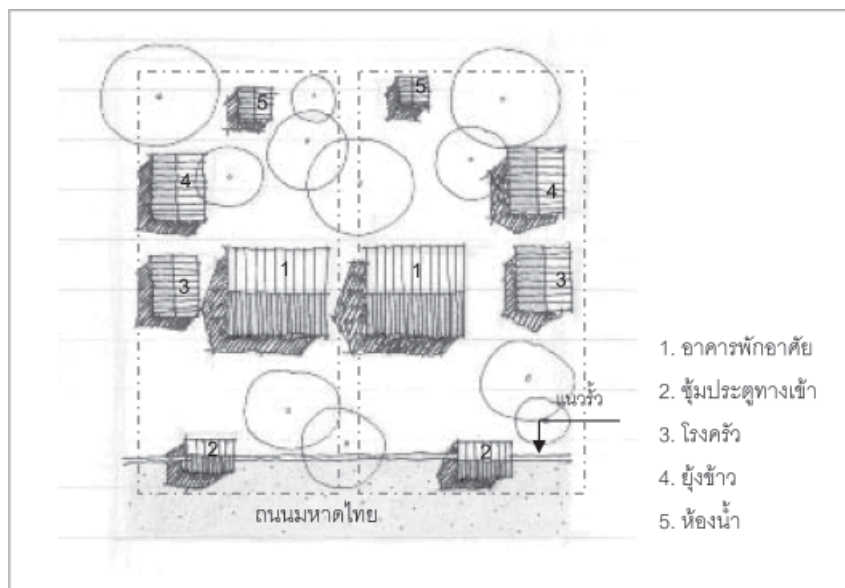 5
5
4
4
3
1
1
3
แนวรั้ว
2
2
ถนนมหาดไทย
1. อาคารพักอาศัย
2. ซุ้มประตูทางเข้า
3. โรงครัว
4. ยุ้งข้าว
5. ห้องน้ำ